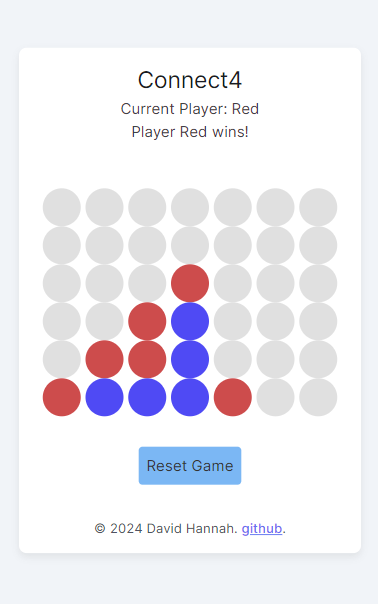 Connect4
Current Player: Red
Player Red wins!
Reset Game
© 2024 David Hannah. github.